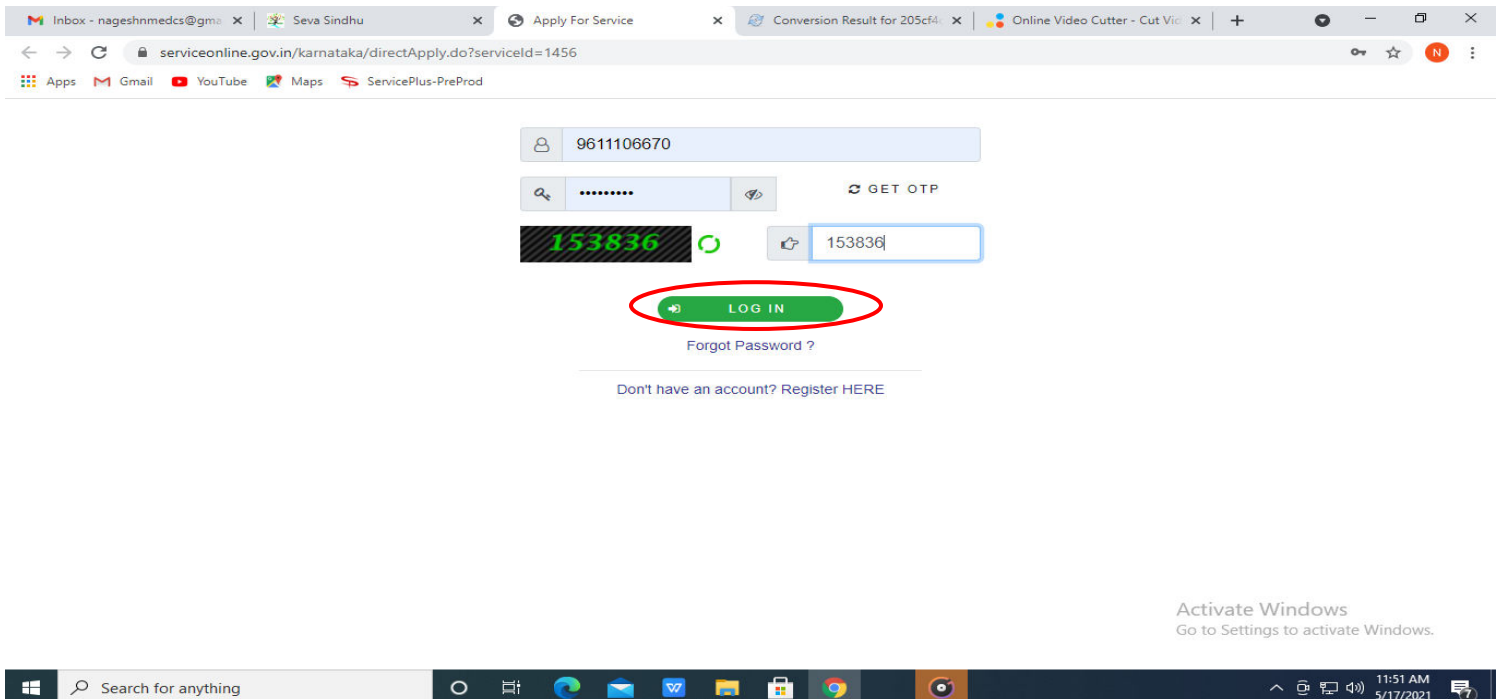 Inbox - nageshnmedcs@gma
Seva Sindhu
Apply For Service
Conversion Result for 205cf4
Online Video Cutter - Cut Vid
serviceonline.gov.in/karnataka/directApply.do?serviceId=1456
N
Apps
Gmail
YouTube
Maps
ServicePlus-PreProd
9611106670
•••••••••
GET OTP
153836
153836
LOG IN
Forgot Password ?
Don't have an account? Register HERE
Activate Windows
Go to Settings to activate Windows.
Search for anything
11:51 AM
5/17/2021
7